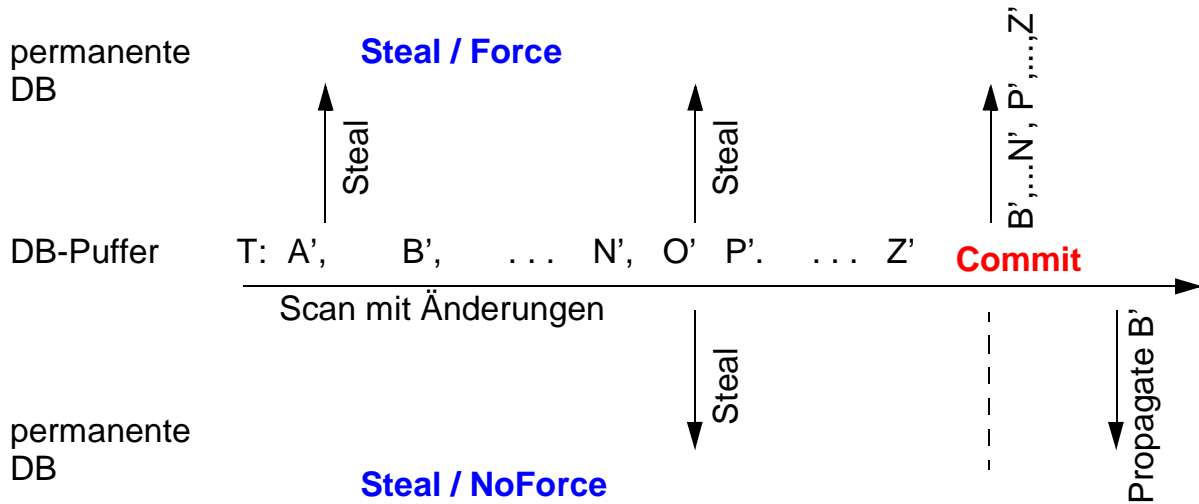 permanente
DB
Steal / Force
Steal
Steal
B',...N', P',...,Z'
DB-Puffer
T: A', B', . . . N', O' P'. . . . Z'
Commit
Scan mit Änderungen
Steal
Propagate B'
permanente
DB
Steal / NoForce